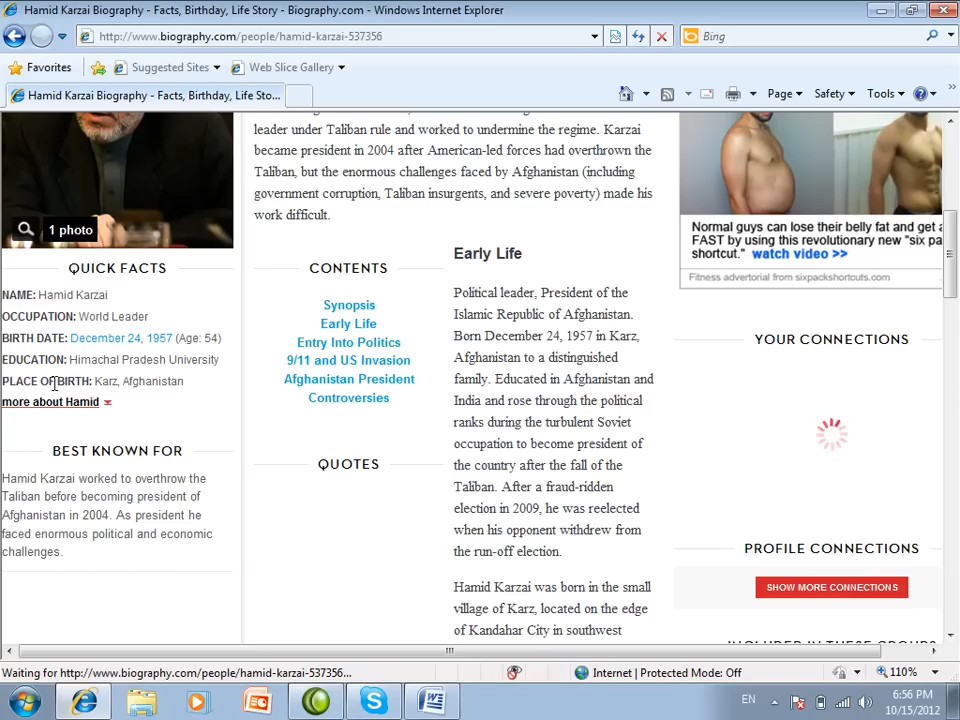 Hamid Karzai Biography - Facts, Birthday, Life Story - Biography.com - Windows Internet Explorer
http://www.biography.com/people/hamid-karzai-537356
Bing
Favorites
Suggested Sites
Web Slice Gallery
Hamid Karzai Biography - Facts, Birthday, Life Sto...
Page
Safety
Tools
1 photo
QUICK FACTS
NAME: Hamid Karzai
OCCUPATION: World Leader
BIRTH DATE: December 24, 1957 (Age: 54)
EDUCATION: Himachal Pradesh University
PLACE OF BIRTH: Karz, Afghanistan
more about Hamid
BEST KNOWN FOR
Hamid Karzai worked to overthrow the
Taliban before becoming president of
Afghanistan in 2004. As president he
faced enormous political and economic
challenges.
leader under Taliban rule and worked to undermine the regime. Karzai
became president in 2004 after American-led forces had overthrown the
Taliban, but the enormous challenges faced by Afghanistan (including
government corruption, Taliban insurgents, and severe poverty) made his
work difficult.
CONTENTS
Synopsis
Early Life
Entry Into Politics
9/11 and US Invasion
Afghanistan President
Controversies
QUOTES
Early Life
Political leader, President of the
Islamic Republic of Afghanistan.
Born December 24, 1957 in Karz,
Afghanistan to a distinguished
family. Educated in Afghanistan and
India and rose through the political
ranks during the turbulent Soviet
occupation to become president of
the country after the fall of the
Taliban. After a fraud-ridden
election in 2009, he was reelected
when his opponent withdrew from
the run-off election.
Hamid Karzai was born in the small
village of Karz, located on the edge
of Kandahar City in southwest
Normal guys can lose their belly fat and get a
FAST by using this revolutionary new "six pa
shortcut." watch video >>
Fitness advertorial from sixpackshortcuts.com
YOUR CONNECTIONS
PROFILE CONNECTIONS
SHOW MORE CONNECTIONS
INCLUDED IN THESE GROUPS
Waiting for http://www.biography.com/people/hamid-karzai-537356...
Internet | Protected Mode: Off
110%
EN
6:56 PM
10/15/2012